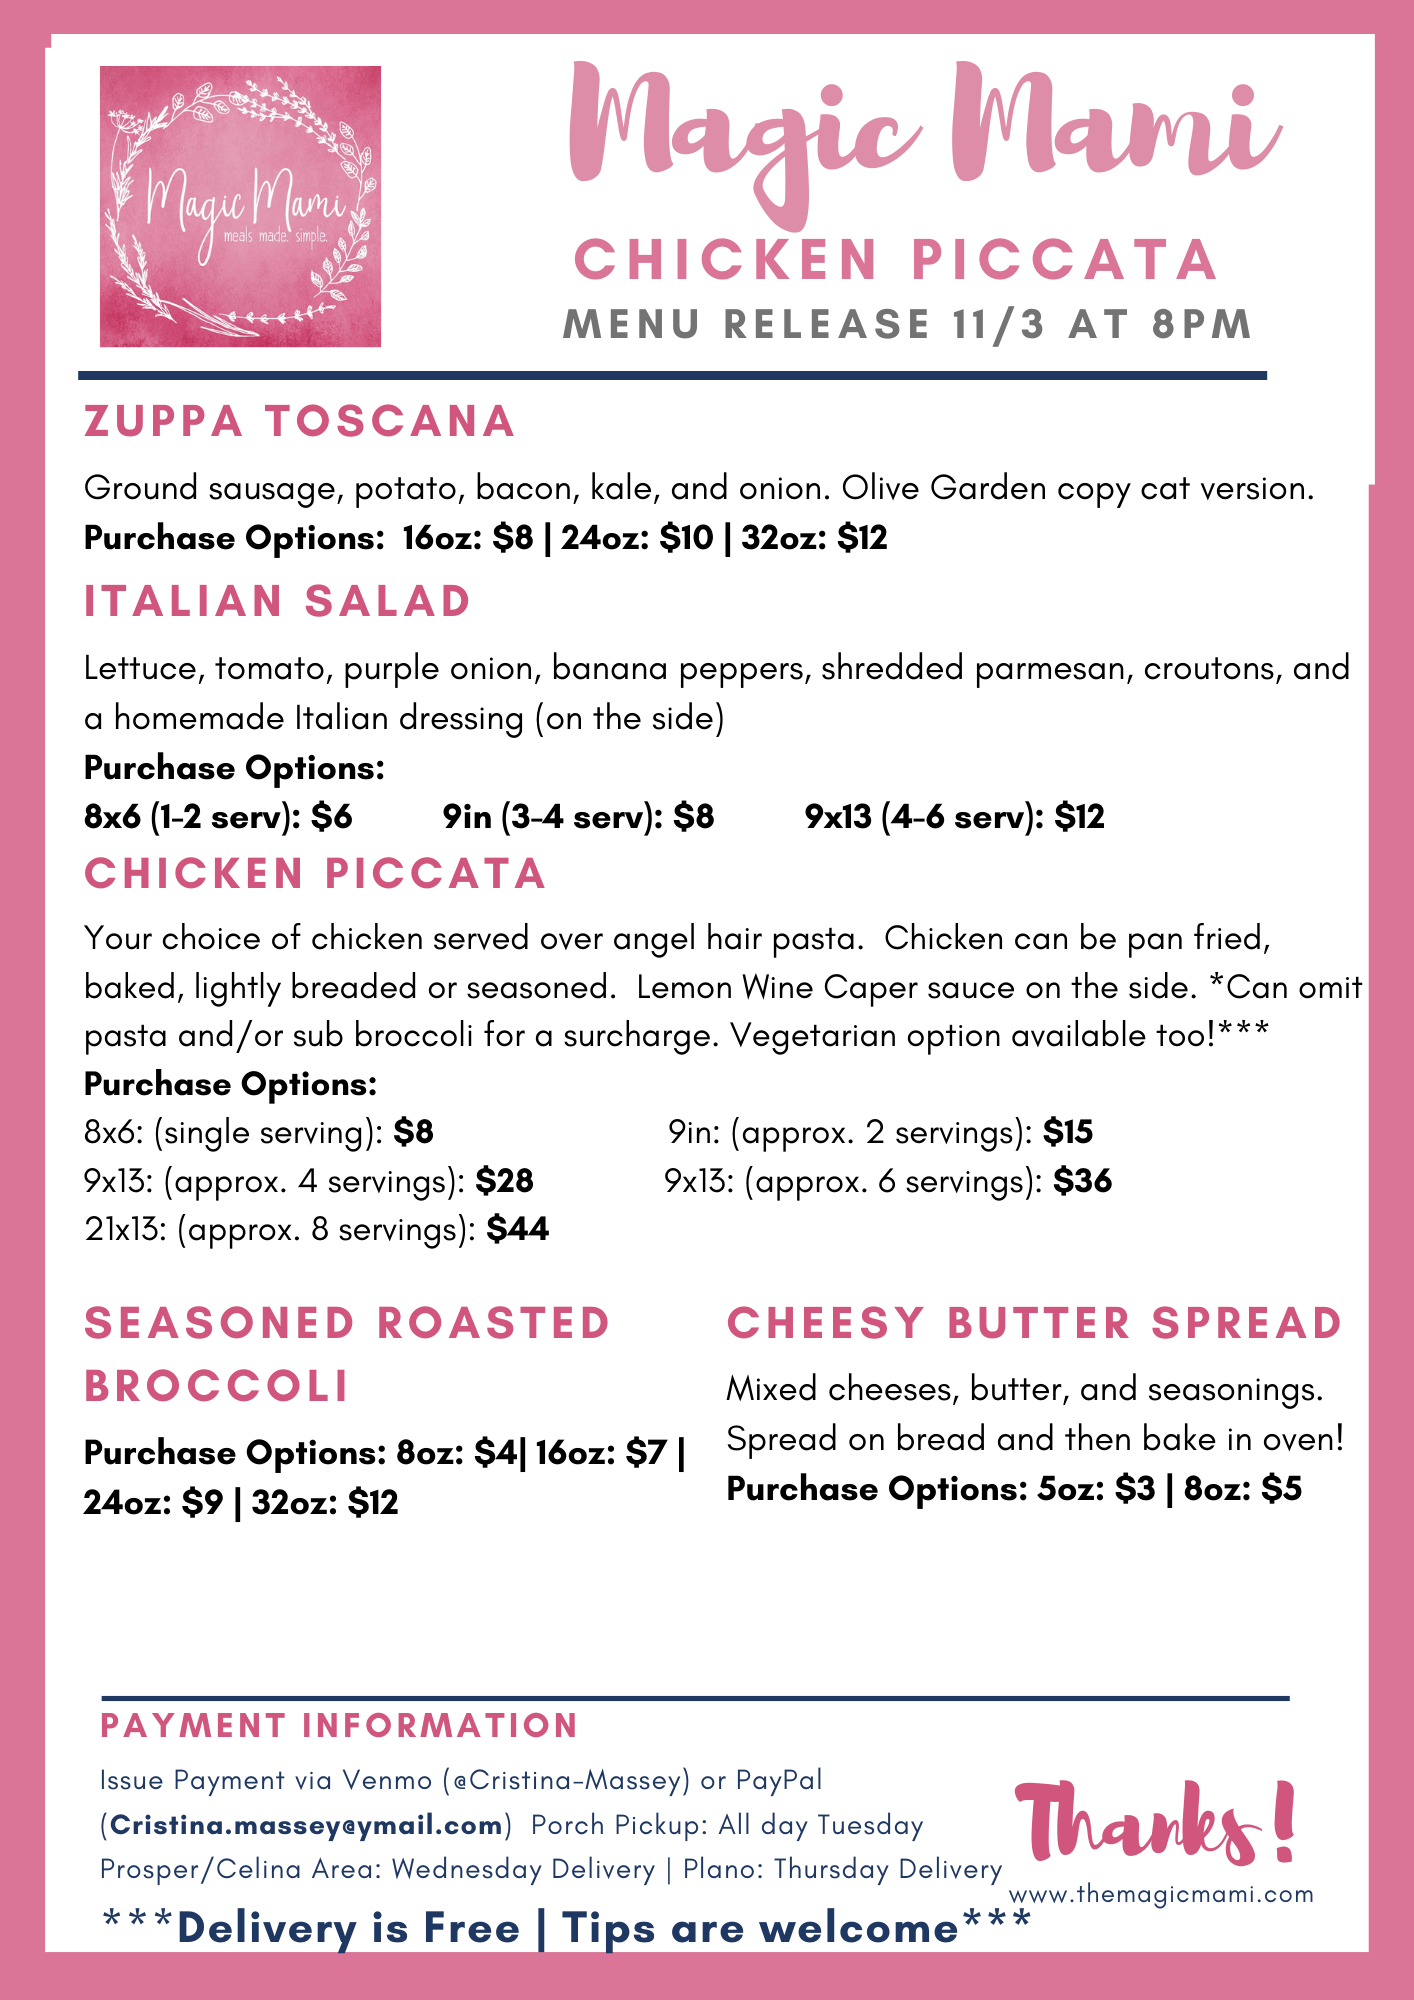 Magic Mami
meals made. simple.
Magic Mami
CHICKEN PICCATA
MENU RELEASE 11/3 AT 8PM
ZUPPA TOSCANA
Ground sausage, potato, bacon, kale, and onion. Olive Garden copy cat version.
Purchase Options: 16oz: $8 | 24oz: $10 | 32oz: $12
ITALIAN SALAD
Lettuce, tomato, purple onion, banana peppers, shredded parmesan, croutons, and
a homemade Italian dressing (on the side)
Purchase Options:
8x6 (1-2 serv): $6 9in (3-4 serv): $8 9x13 (4-6 serv): $12
CHICKEN PICCATA
Your choice of chicken served over angel hair pasta. Chicken can be pan fried,
baked, lightly breaded or seasoned. Lemon Wine Caper sauce on the side. *Can omit
pasta and/or sub broccoli for a surcharge. Vegetarian option available too!***
Purchase Options:
8x6: (single serving): $8 9in: (approx. 2 servings): $15
9x13: (approx. 4 servings): $28 9x13: (approx. 6 servings): $36
21x13: (approx. 8 servings): $44
SEASONED ROASTED
BROCCOLI
Purchase Options: 8oz: $4| 16oz: $7 |
24oz: $9 | 32oz: $12
CHEESY BUTTER SPREAD
Mixed cheeses, butter, and seasonings.
Spread on bread and then bake in oven!
Purchase Options: 5oz: $3 | 8oz: $5
PAYMENT INFORMATION
Issue Payment via Venmo (@Cristina-Massey) or PayPal
(Cristina.massey@ymail.com) Porch Pickup: All day Tuesday
Prosper/Celina Area: Wednesday Delivery | Plano: Thursday Delivery
***Delivery is Free | Tips are welcome***
Thanks!
www.themagicmami.com